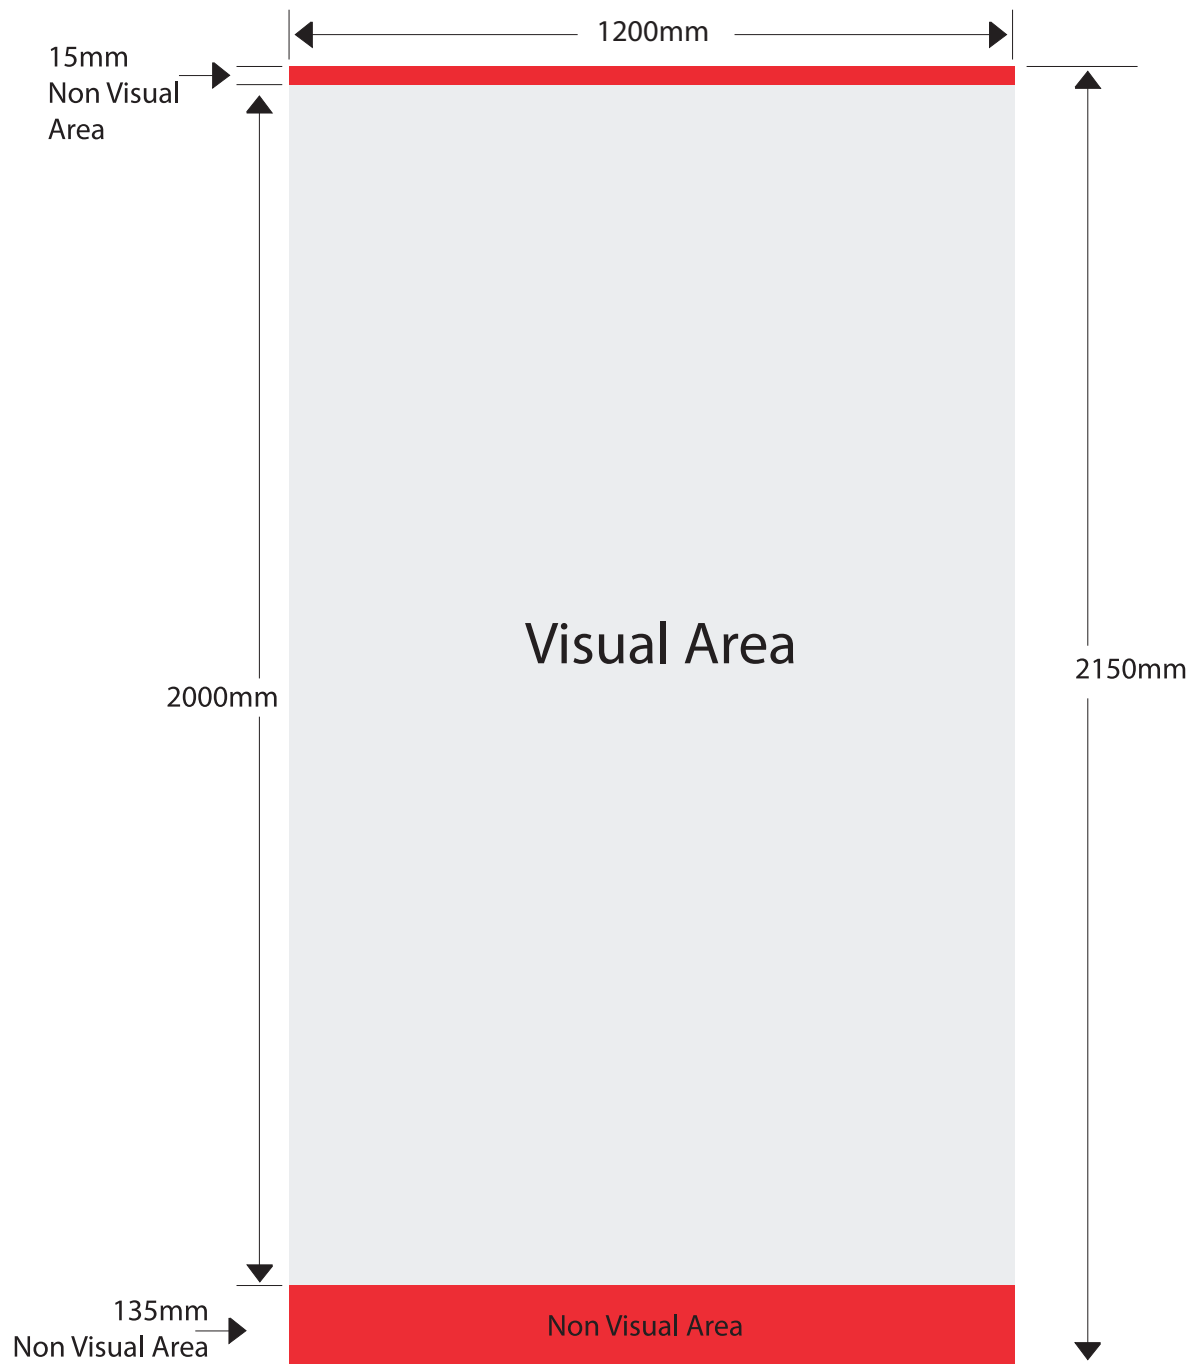 1200mm
15mm
Non Visual
Area
Visual Area
2000mm
2150mm
135mm
Non Visual Area
Non Visual Area